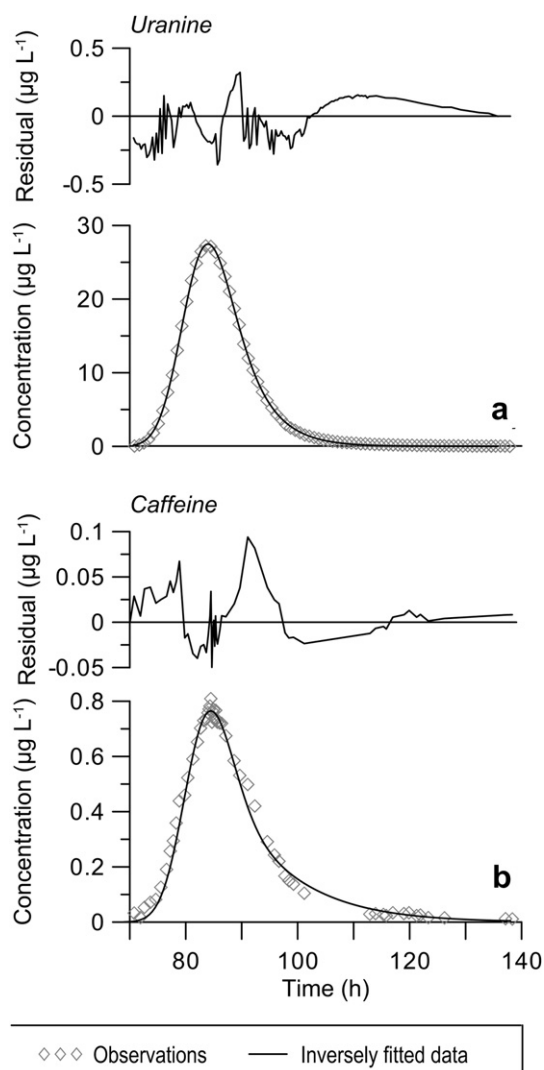 Uranine
Residual (µg L⁻¹)
0.5
0
-0.5
Concentration (µg L⁻¹)
30
20
10
0
a
Caffeine
Residual (µg L⁻¹)
0.1
0.05
0
-0.05
Concentration (µg L⁻¹)
0.8
0.6
0.4
0.2
0
b
80 100 120 140
Time (h)
Observations Inversely fitted data